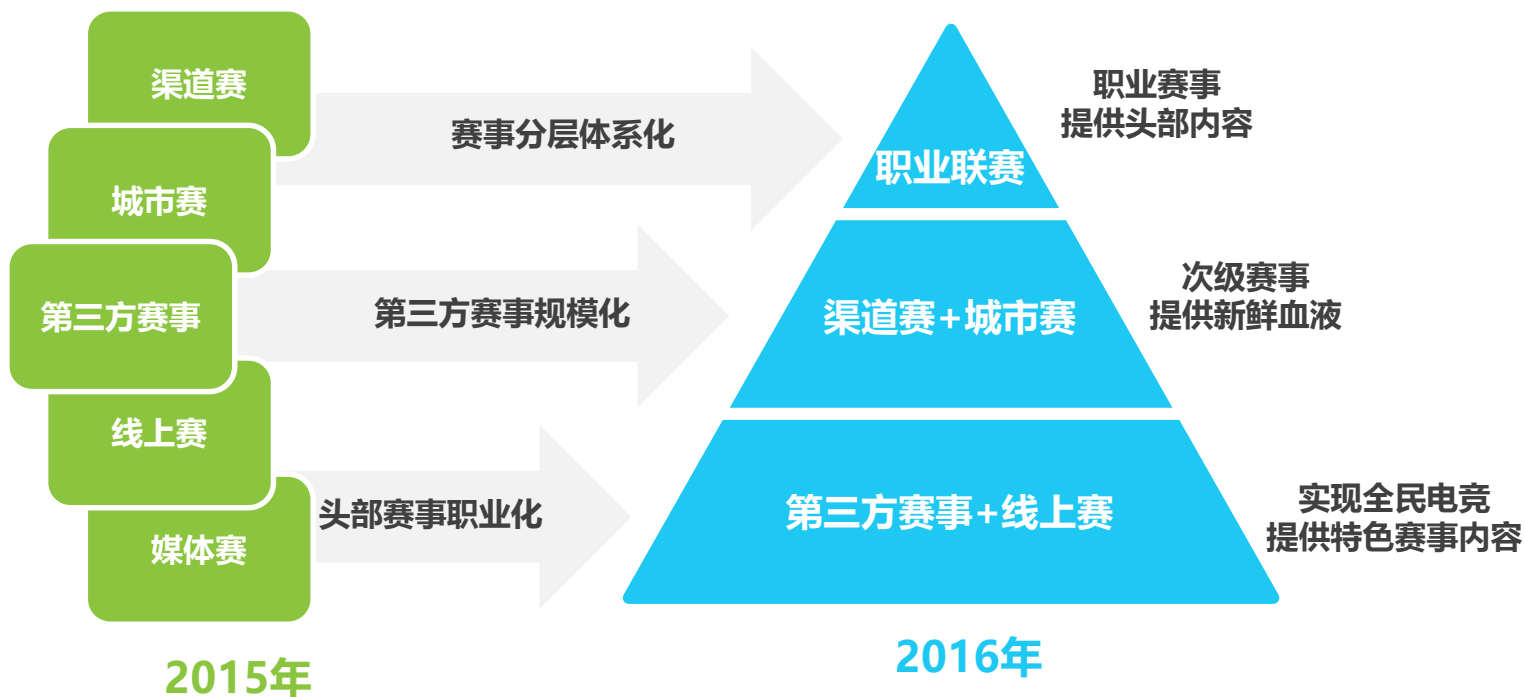 渠道赛
城市赛
第三方赛事
线上赛
媒体赛
2015年
赛事分层体系化
第三方赛事规模化
头部赛事职业化
职业联赛
渠道赛+城市赛
第三方赛事+线上赛
2016年
职业赛事
提供头部内容
次级赛事
提供新鲜血液
实现全民电竞
提供特色赛事内容